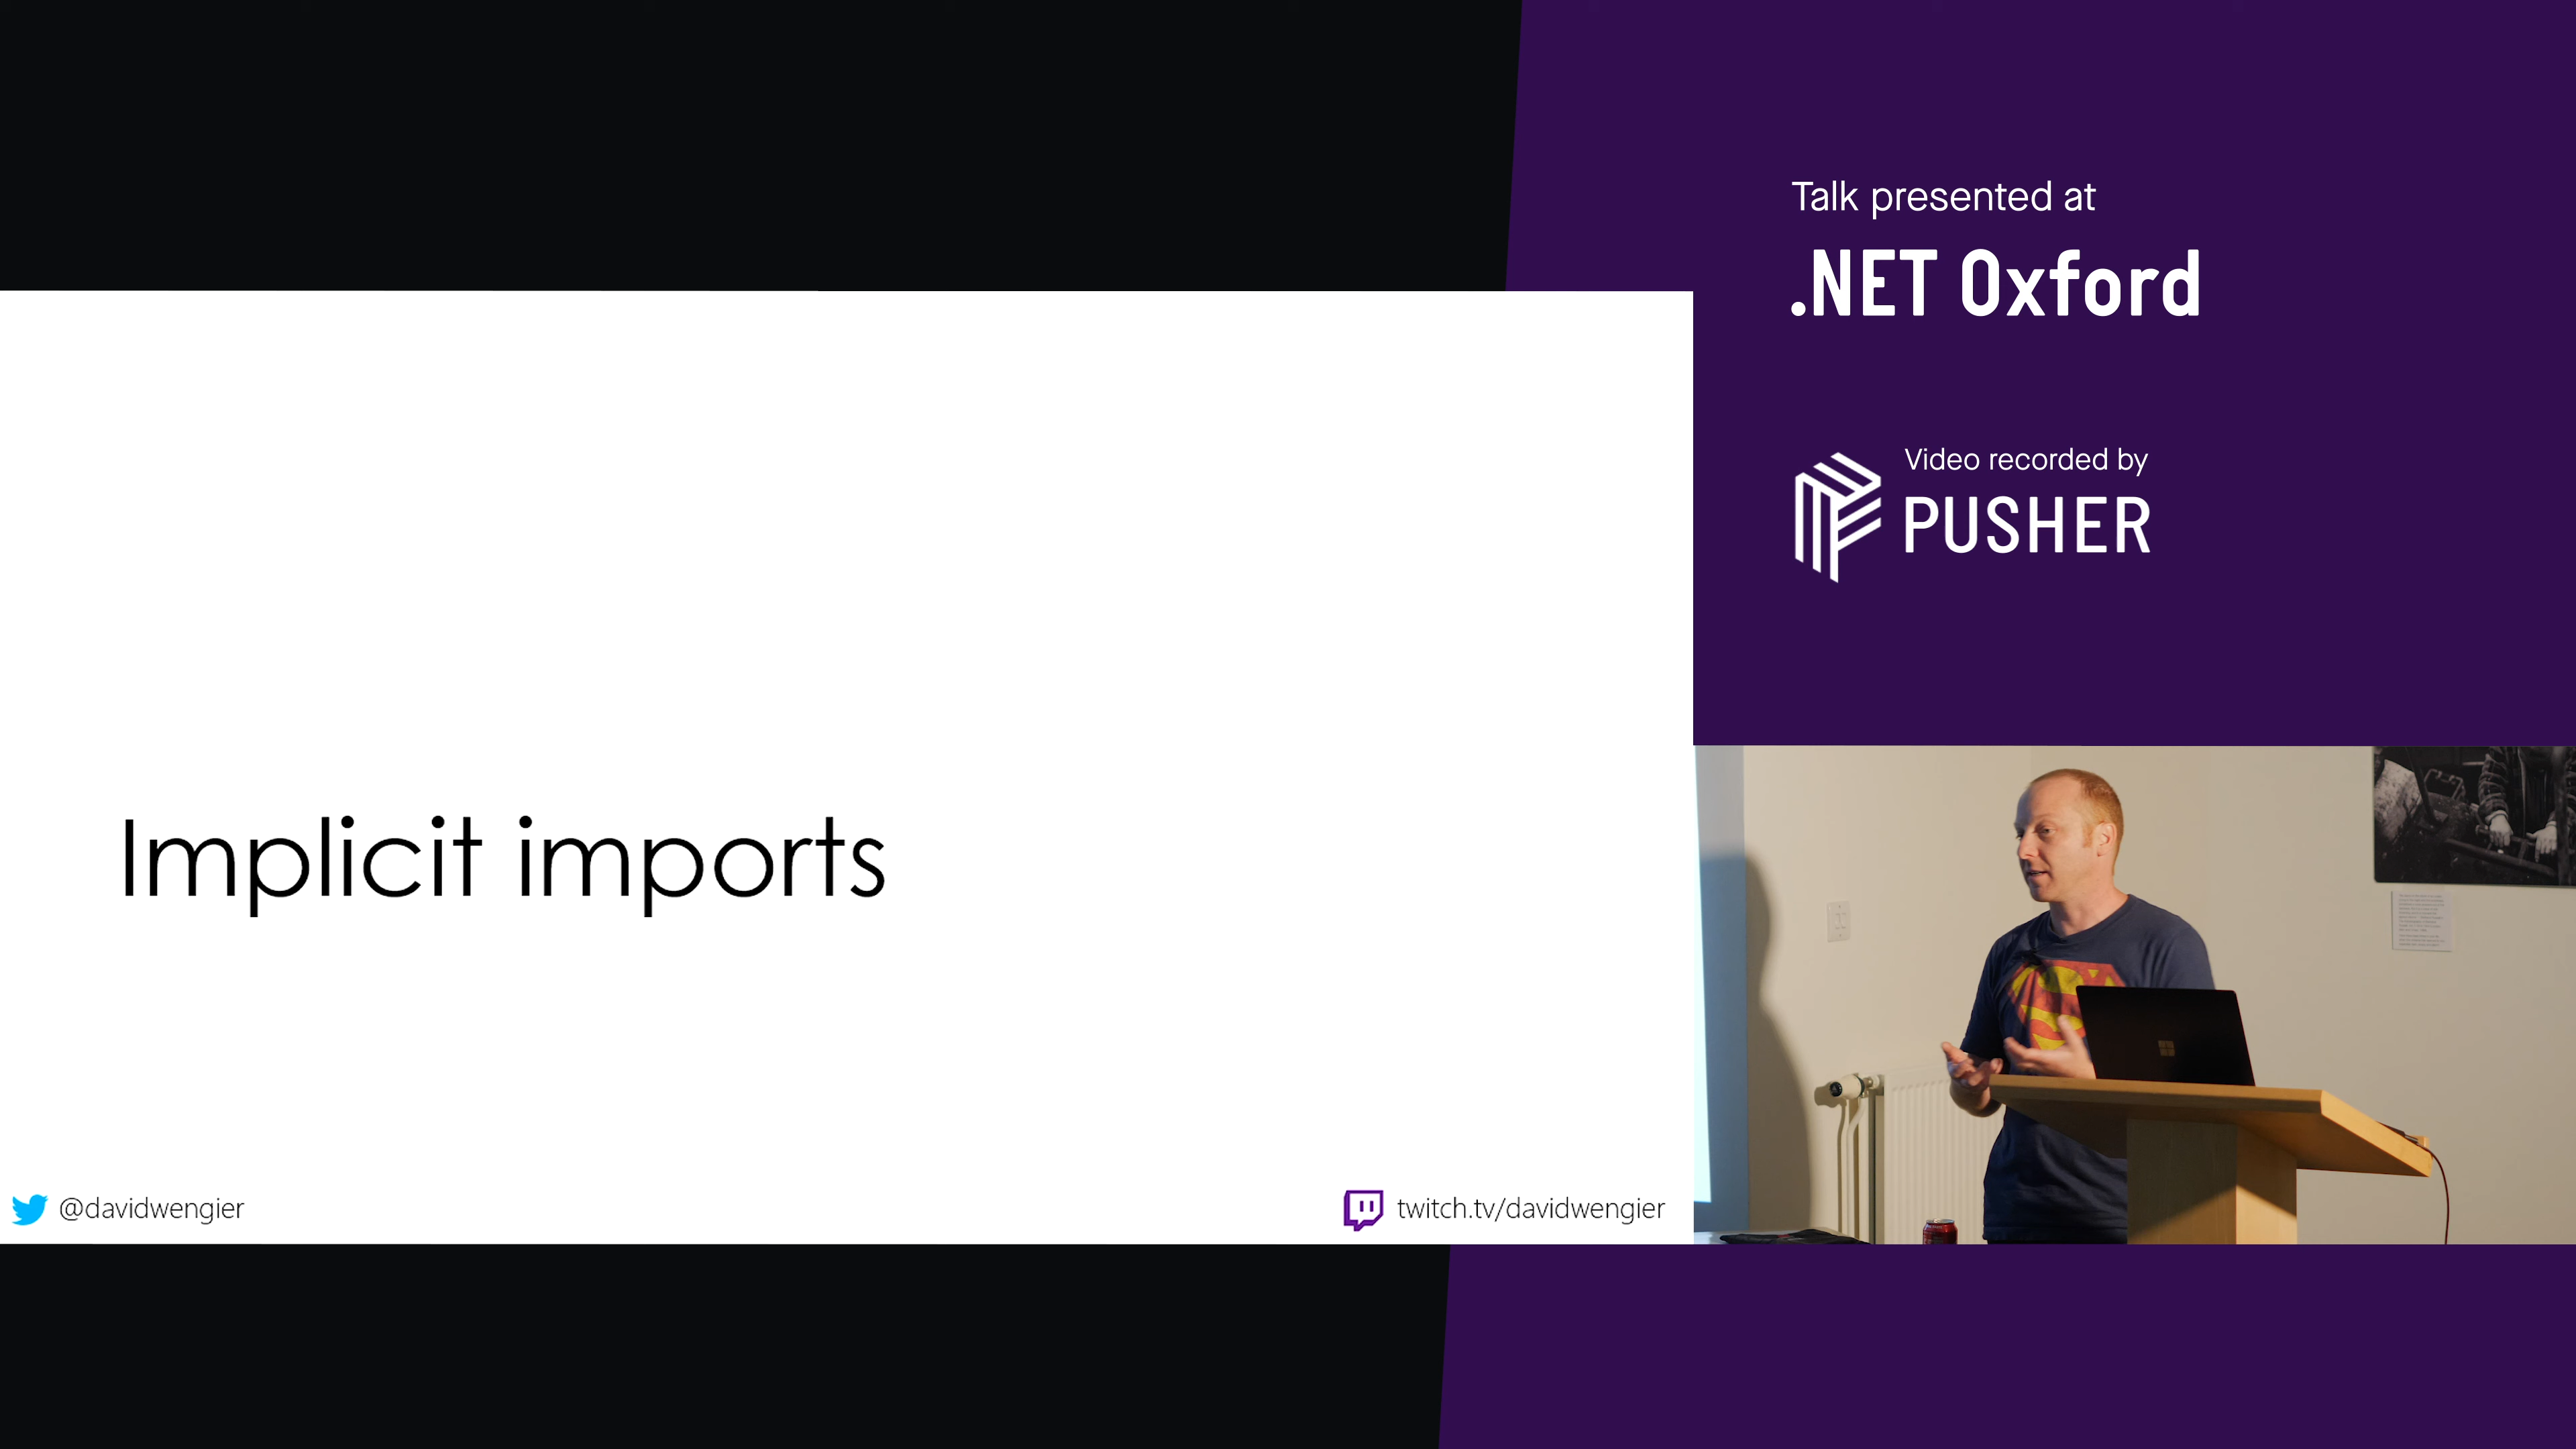 Talk presented at
.NET Oxford
Video recorded by
PUSHER
Implicit imports
@davidwengier
twitch.tv/davidwengier